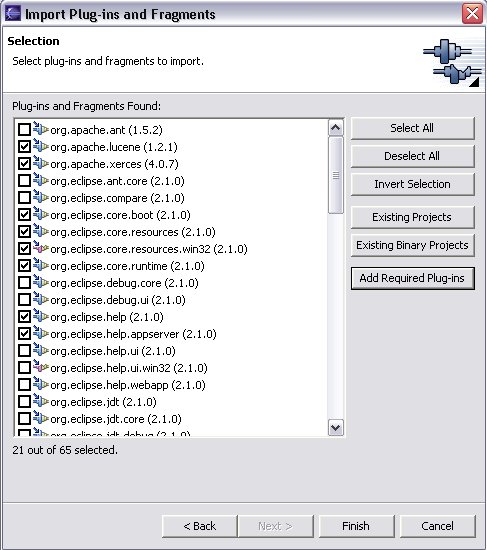 Import Plug-ins and Fragments
Selection
Select plug-ins and fragments to import.
Plug-ins and Fragments Found:
org.apache.ant (1.5.2)
org.apache.lucene (1.2.1)
org.apache.xerces (4.0.7)
org.eclipse.ant.core (2.1.0)
org.eclipse.compare (2.1.0)
org.eclipse.core.boot (2.1.0)
org.eclipse.core.resources (2.1.0)
org.eclipse.core.resources.win32 (2.1.0)
org.eclipse.core.runtime (2.1.0)
org.eclipse.debug.core (2.1.0)
org.eclipse.debug.ui (2.1.0)
org.eclipse.help (2.1.0)
org.eclipse.help.appserver (2.1.0)
org.eclipse.help.ui (2.1.0)
org.eclipse.help.ui.win32 (2.1.0)
org.eclipse.help.webapp (2.1.0)
org.eclipse.jdt (2.1.0)
org.eclipse.jdt.core (2.1.0)
org.eclipse.jdt.debug (2.1.0)
Select All
Deselect All
Invert Selection
Existing Projects
Existing Binary Projects
Add Required Plug-ins
21 out of 65 selected.
< Back
Next >
Finish
Cancel